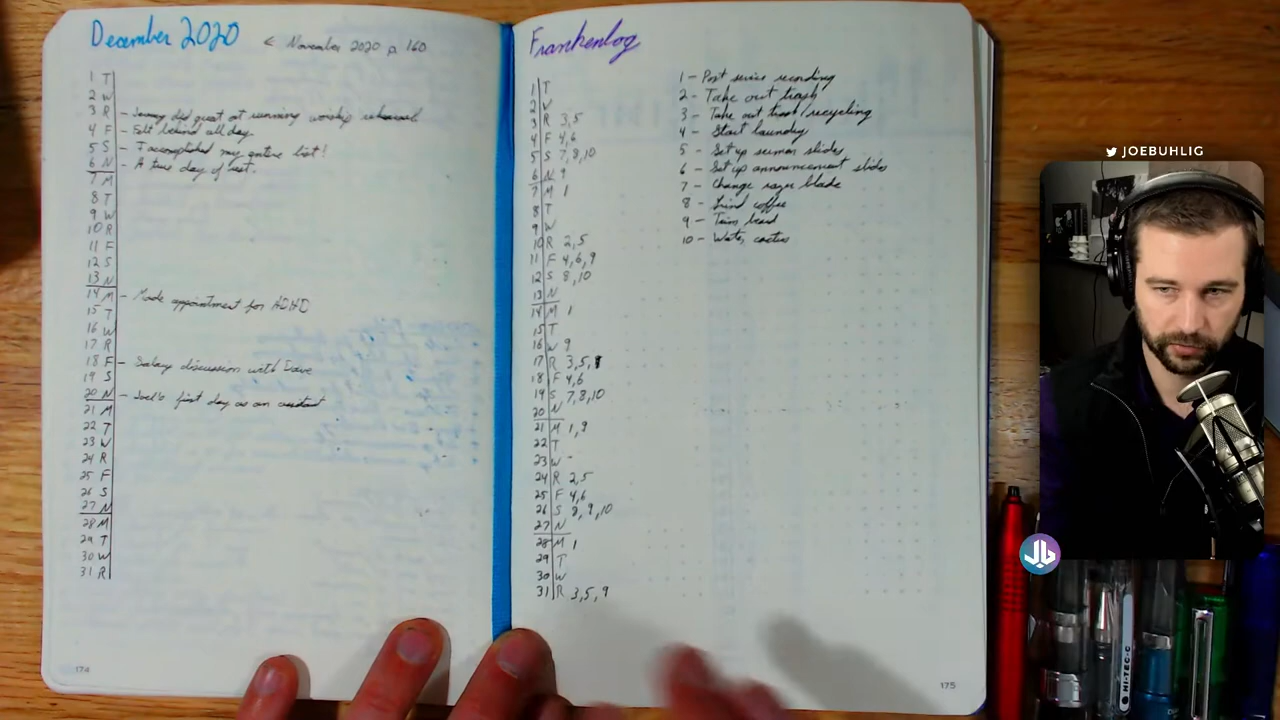 December 2020 < November 2020 p 160
1 T
2 W
3 R - did great at running worship rehearsal
4 F - Felt behind all day.
5 S - I accomplished my entire list!
6 N - A true day of rest.
7 M
8 T
9 W
10 R
11 F
12 S
13 N
14 M - Made appointment for ADHD
15 T
16 W
17 R
18 F - Salary discussion with Dave
19 S
20 N - Joel's first day as an assistant
21 M
22 T
23 W
24 R
25 F
26 S
27 N
28 M
29 T
30 W
31 R
174
Frankenlog
1 T
2 W
3 R 3,5
4 F 4,6
5 S 7,8,10
6 N 9
7 M 1
8 T
9 W
10 R 2,5
11 F 4,6,9
12 S 8,10
13 N
14 M 1
15 T
16 W 9
17 R 3,5,
18 F 4,6
19 S 7,8,10
20 N
21 M 1,9
22 T
23 W -
24 R 2,5
25 F 4,6
26 S 9,10
27 N
28 M 1
29 T
30 W
31 R 3,5,9
1 - Post series recording
2 - Take out trash
3 - Take out trash/recycling
4 - Start laundry
5 - Set up sermon slides
6 - Set up announcement slides
7 - Change razor blade
8 - Grind coffee
9 - Trim beard
10 - Water cactus
175
JOEBUHLIG
JB
HI-TEC-C